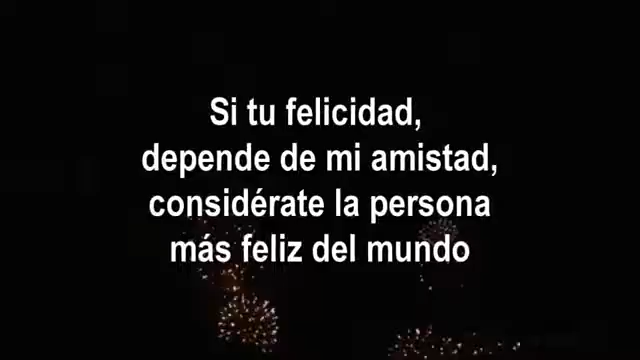 Si tu felicidad,
depende de mi amistad,
considérate la persona
más feliz del mundo